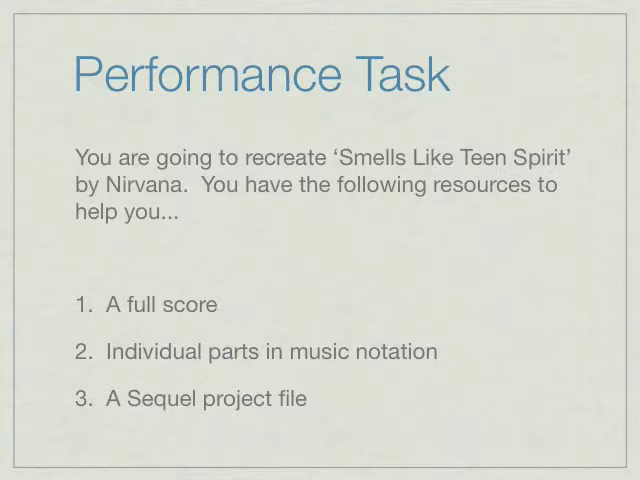 Performance Task
You are going to recreate ‘Smells Like Teen Spirit’
by Nirvana.  You have the following resources to
help you...
1.  A full score
2.  Individual parts in music notation
3.  A Sequel project file